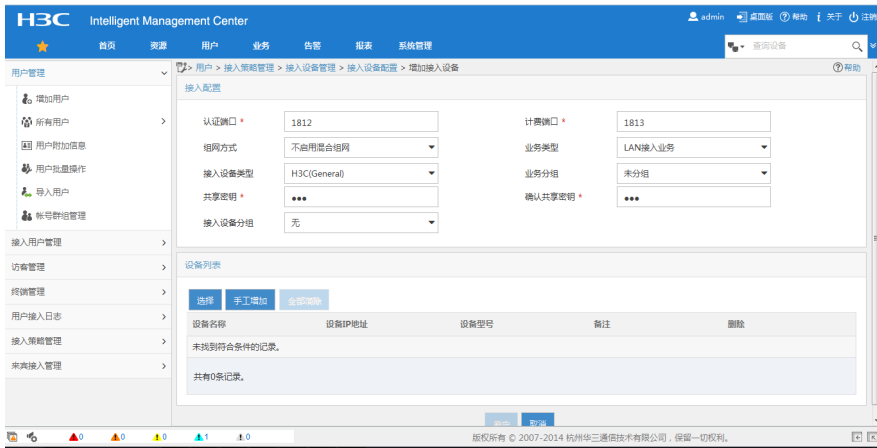 H3C Intelligent Management Center
admin 桌面版 帮助 关于 注销
首页 资源 用户 业务 告警 报表 系统管理
查询设备
用户 > 接入策略管理 > 接入设备管理 > 接入设备配置 > 增加接入设备
帮助
用户管理
增加用户
所有用户
用户附加信息
用户批量操作
导入用户
帐号群组管理
接入用户管理
访客管理
终端管理
用户接入日志
接入策略管理
来宾接入管理
接入配置
认证端口 * 1812 计费端口 * 1813
组网方式 不启用混合组网 业务类型 LAN接入业务
接入设备类型 H3C(General) 业务分组 未分组
共享密钥 * ●●● 确认共享密钥 * ●●●
接入设备分组 无
设备列表
选择 手工增加 全部清除
设备名称 设备IP地址 设备型号 备注 删除
未找到符合条件的记录。
共有0条记录。
确定 取消
0 0 0 1 0
版权所有 © 2007-2014 杭州华三通信技术有限公司，保留一切权利。